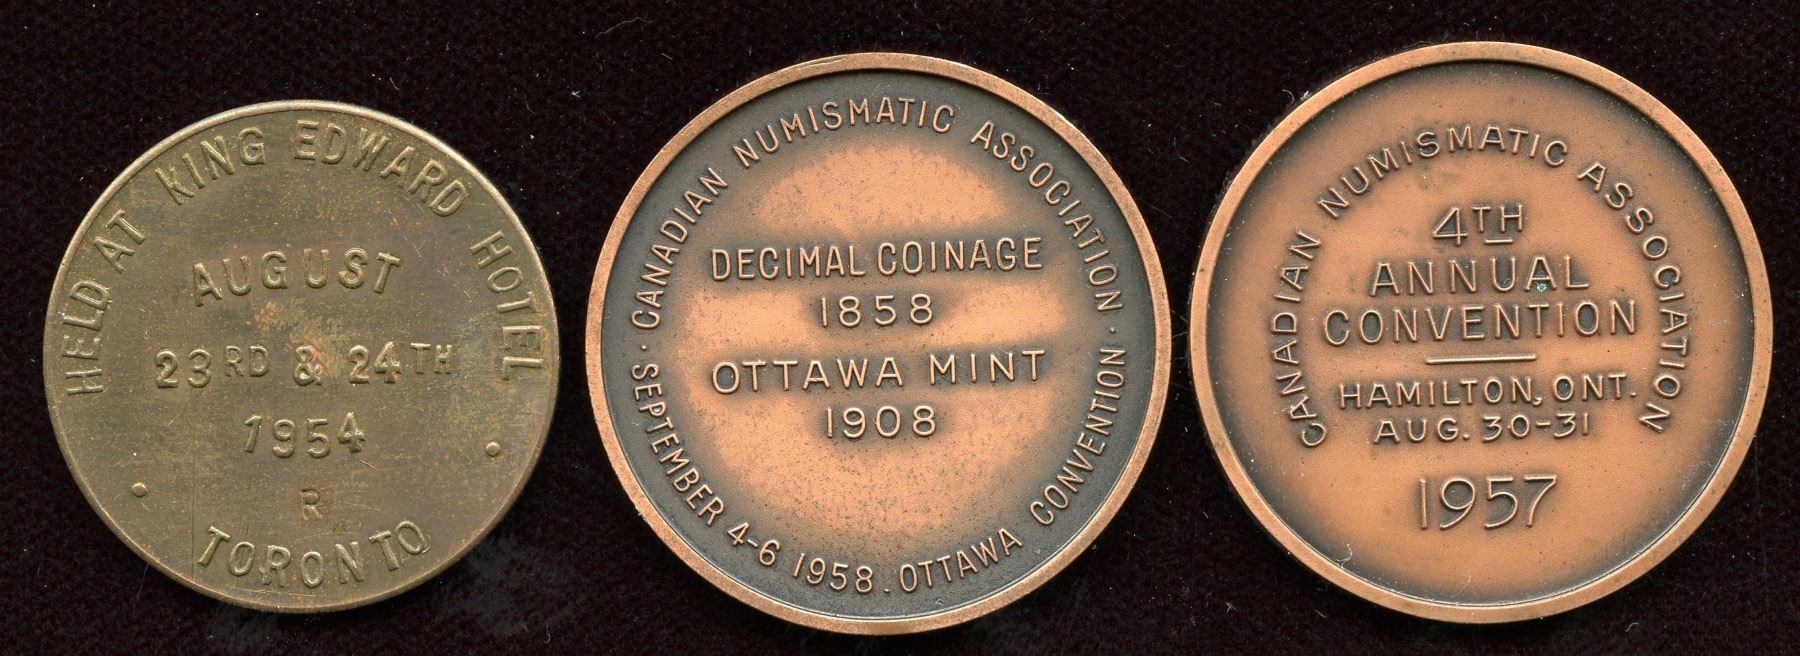 HELD AT KING EDWARD HOTEL
AUGUST
23RD & 24TH
1954
R
TORONTO
· CANADIAN NUMISMATIC ASSOCIATION ·
DECIMAL COINAGE
1858
OTTAWA MINT
1908
SEPTEMBER 4-6 1958. OTTAWA CONVENTION
CANADIAN NUMISMATIC ASSOCIATION
4TH
ANNUAL
CONVENTION
HAMILTON, ONT.
AUG. 30-31
1957